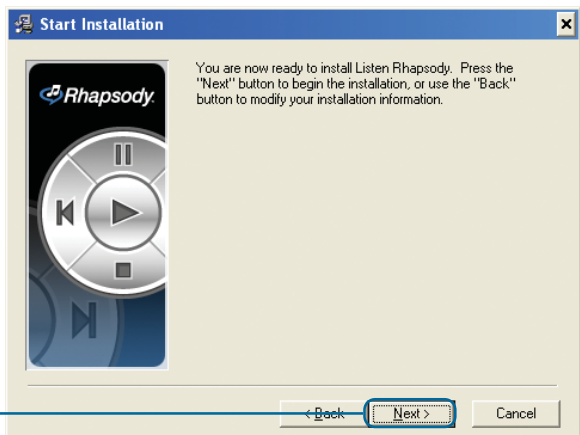 Start Installation
Rhapsody.
You are now ready to install Listen Rhapsody. Press the
"Next" button to begin the installation, or use the "Back"
button to modify your installation information.
< Back
Next >
Cancel